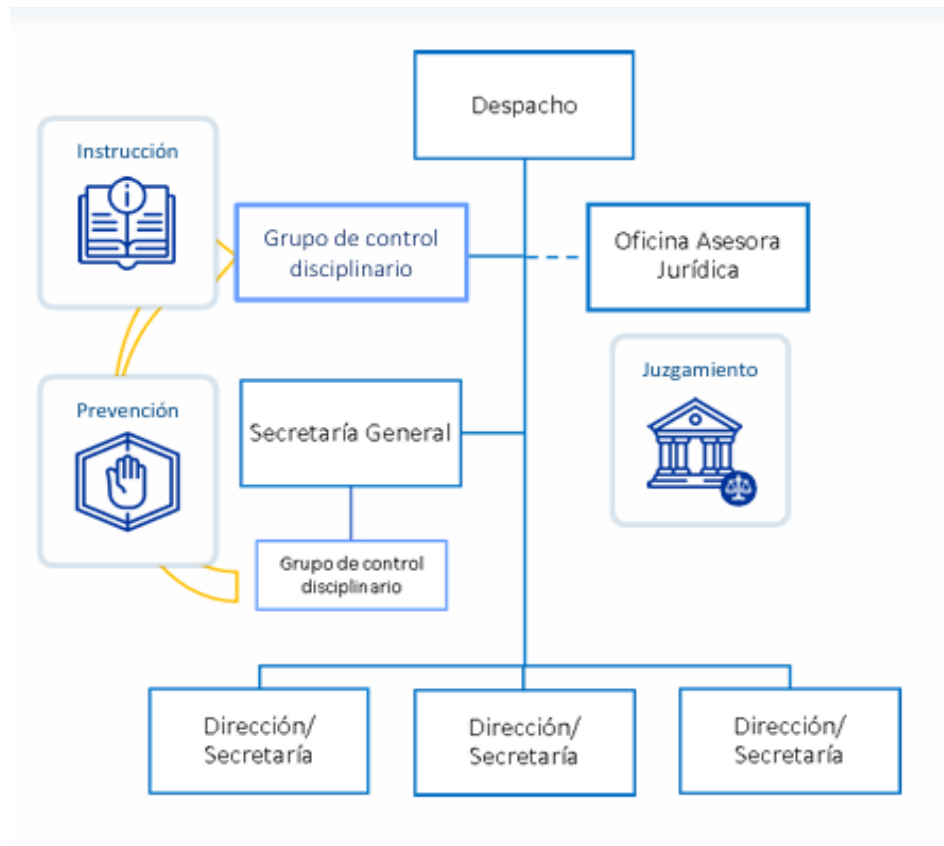 Despacho
Instrucción
Grupo de control
disciplinario
Oficina Asesora
Jurídica
Juzgamiento
Prevención
Secretaría General
Grupo de control
disciplinario
Dirección/
Secretaría
Dirección/
Secretaría
Dirección/
Secretaría